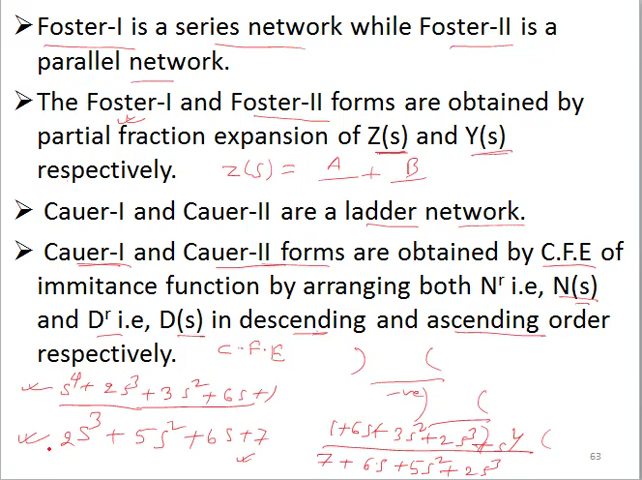 ➤ Foster-I is a series network while Foster-II is a
parallel network.
➤ The Foster-I and Foster-II forms are obtained by
partial fraction expansion of Z(s) and Y(s)
respectively. Z(s) = A + B
➤ Cauer-I and Cauer-II are a ladder network.
➤ Cauer-I and Cauer-II forms are obtained by C.F.E of
immitance function by arranging both Nʳ i.e, N(s)
and Dʳ i.e, D(s) in descending and ascending order
respectively. C.F.E ) (
s⁴ + 2s³ + 3s² + 6s + 1
-ve) (
2s³ + 5s² + 6s + 7
1 + 6s + 3s² + 2s³ + s⁴ (
7 + 6s + 5s² + 2s³
63